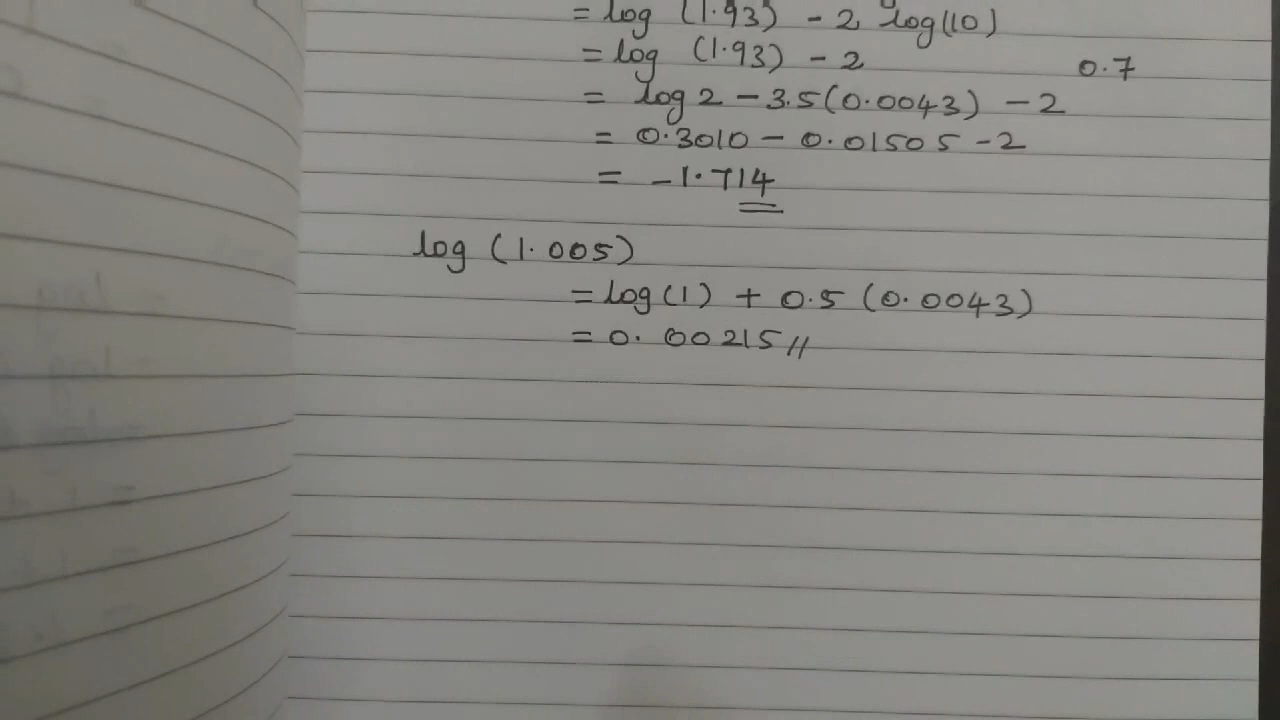 = log (1.93) - 2 log(10)
= log (1.93) - 2
0.7
= log 2 - 3.5(0.0043) - 2
= 0.3010 - 0.01505 - 2
= -1.714
log (1.005)
= log(1) + 0.5 (0.0043)
= 0.00215 //